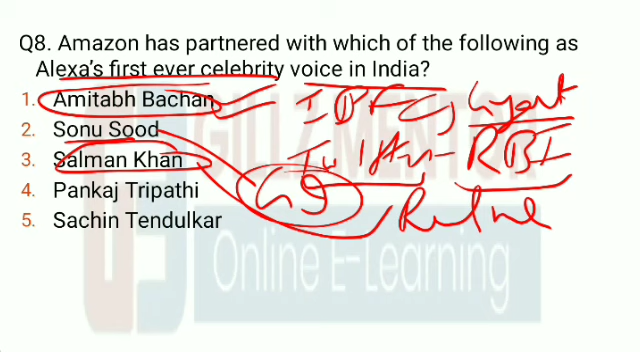 Q8. Amazon has partnered with which of the following as
Alexa's first ever celebrity voice in India?
1. Amitabh Bachan
2. Sonu Sood
3. Salman Khan
4. Pankaj Tripathi
5. Sachin Tendulkar
RBI
Online E-Learning